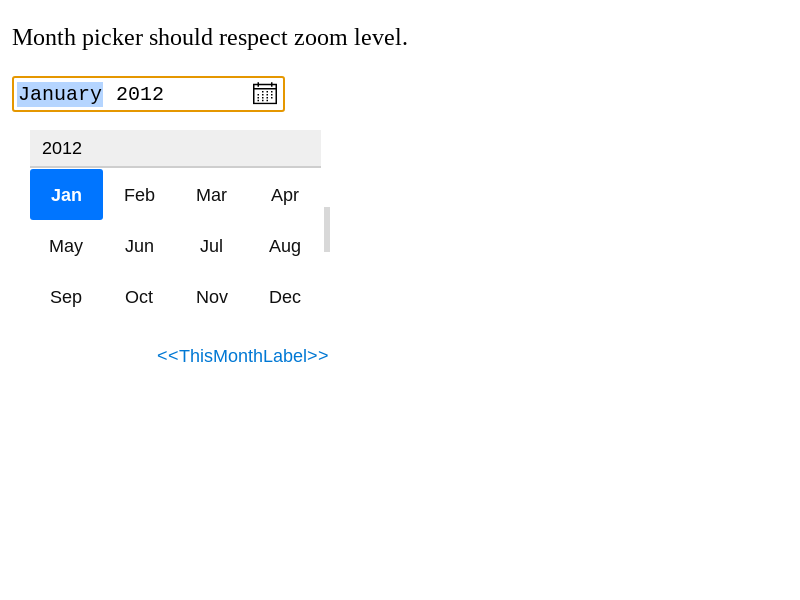 Month picker should respect zoom level.
January 2012
2012
Jan Feb Mar Apr
May Jun Jul Aug
Sep Oct Nov Dec
<<ThisMonthLabel>>